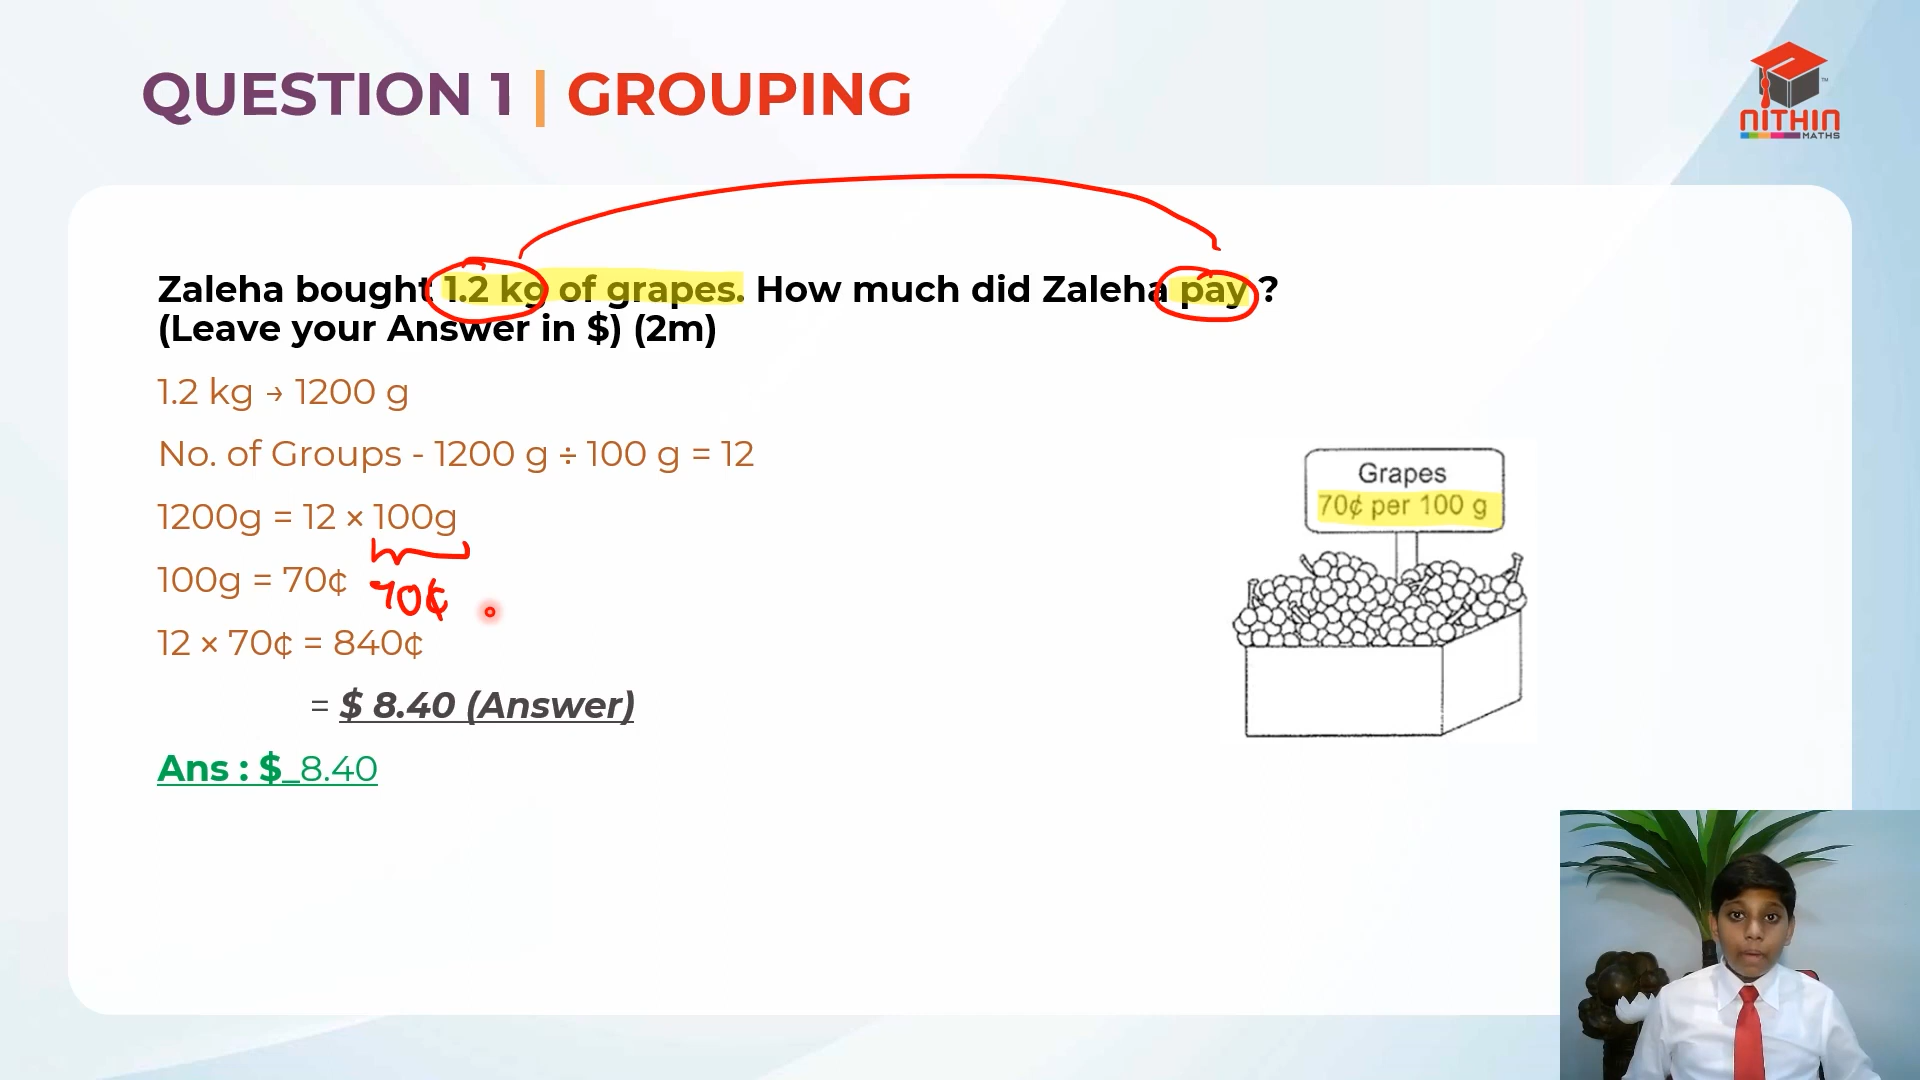 QUESTION 1 | GROUPING
NITHIN
MATHS
™
Zaleha bought 1.2 kg of grapes. How much did Zaleha pay ?
(Leave your Answer in $) (2m)
1.2 kg → 1200 g
No. of Groups - 1200 g ÷ 100 g = 12
1200g = 12 × 100g
100g = 70¢
70¢
12 × 70¢ = 840¢
= $ 8.40 (Answer)
Ans : $_8.40
Grapes
70¢ per 100 g